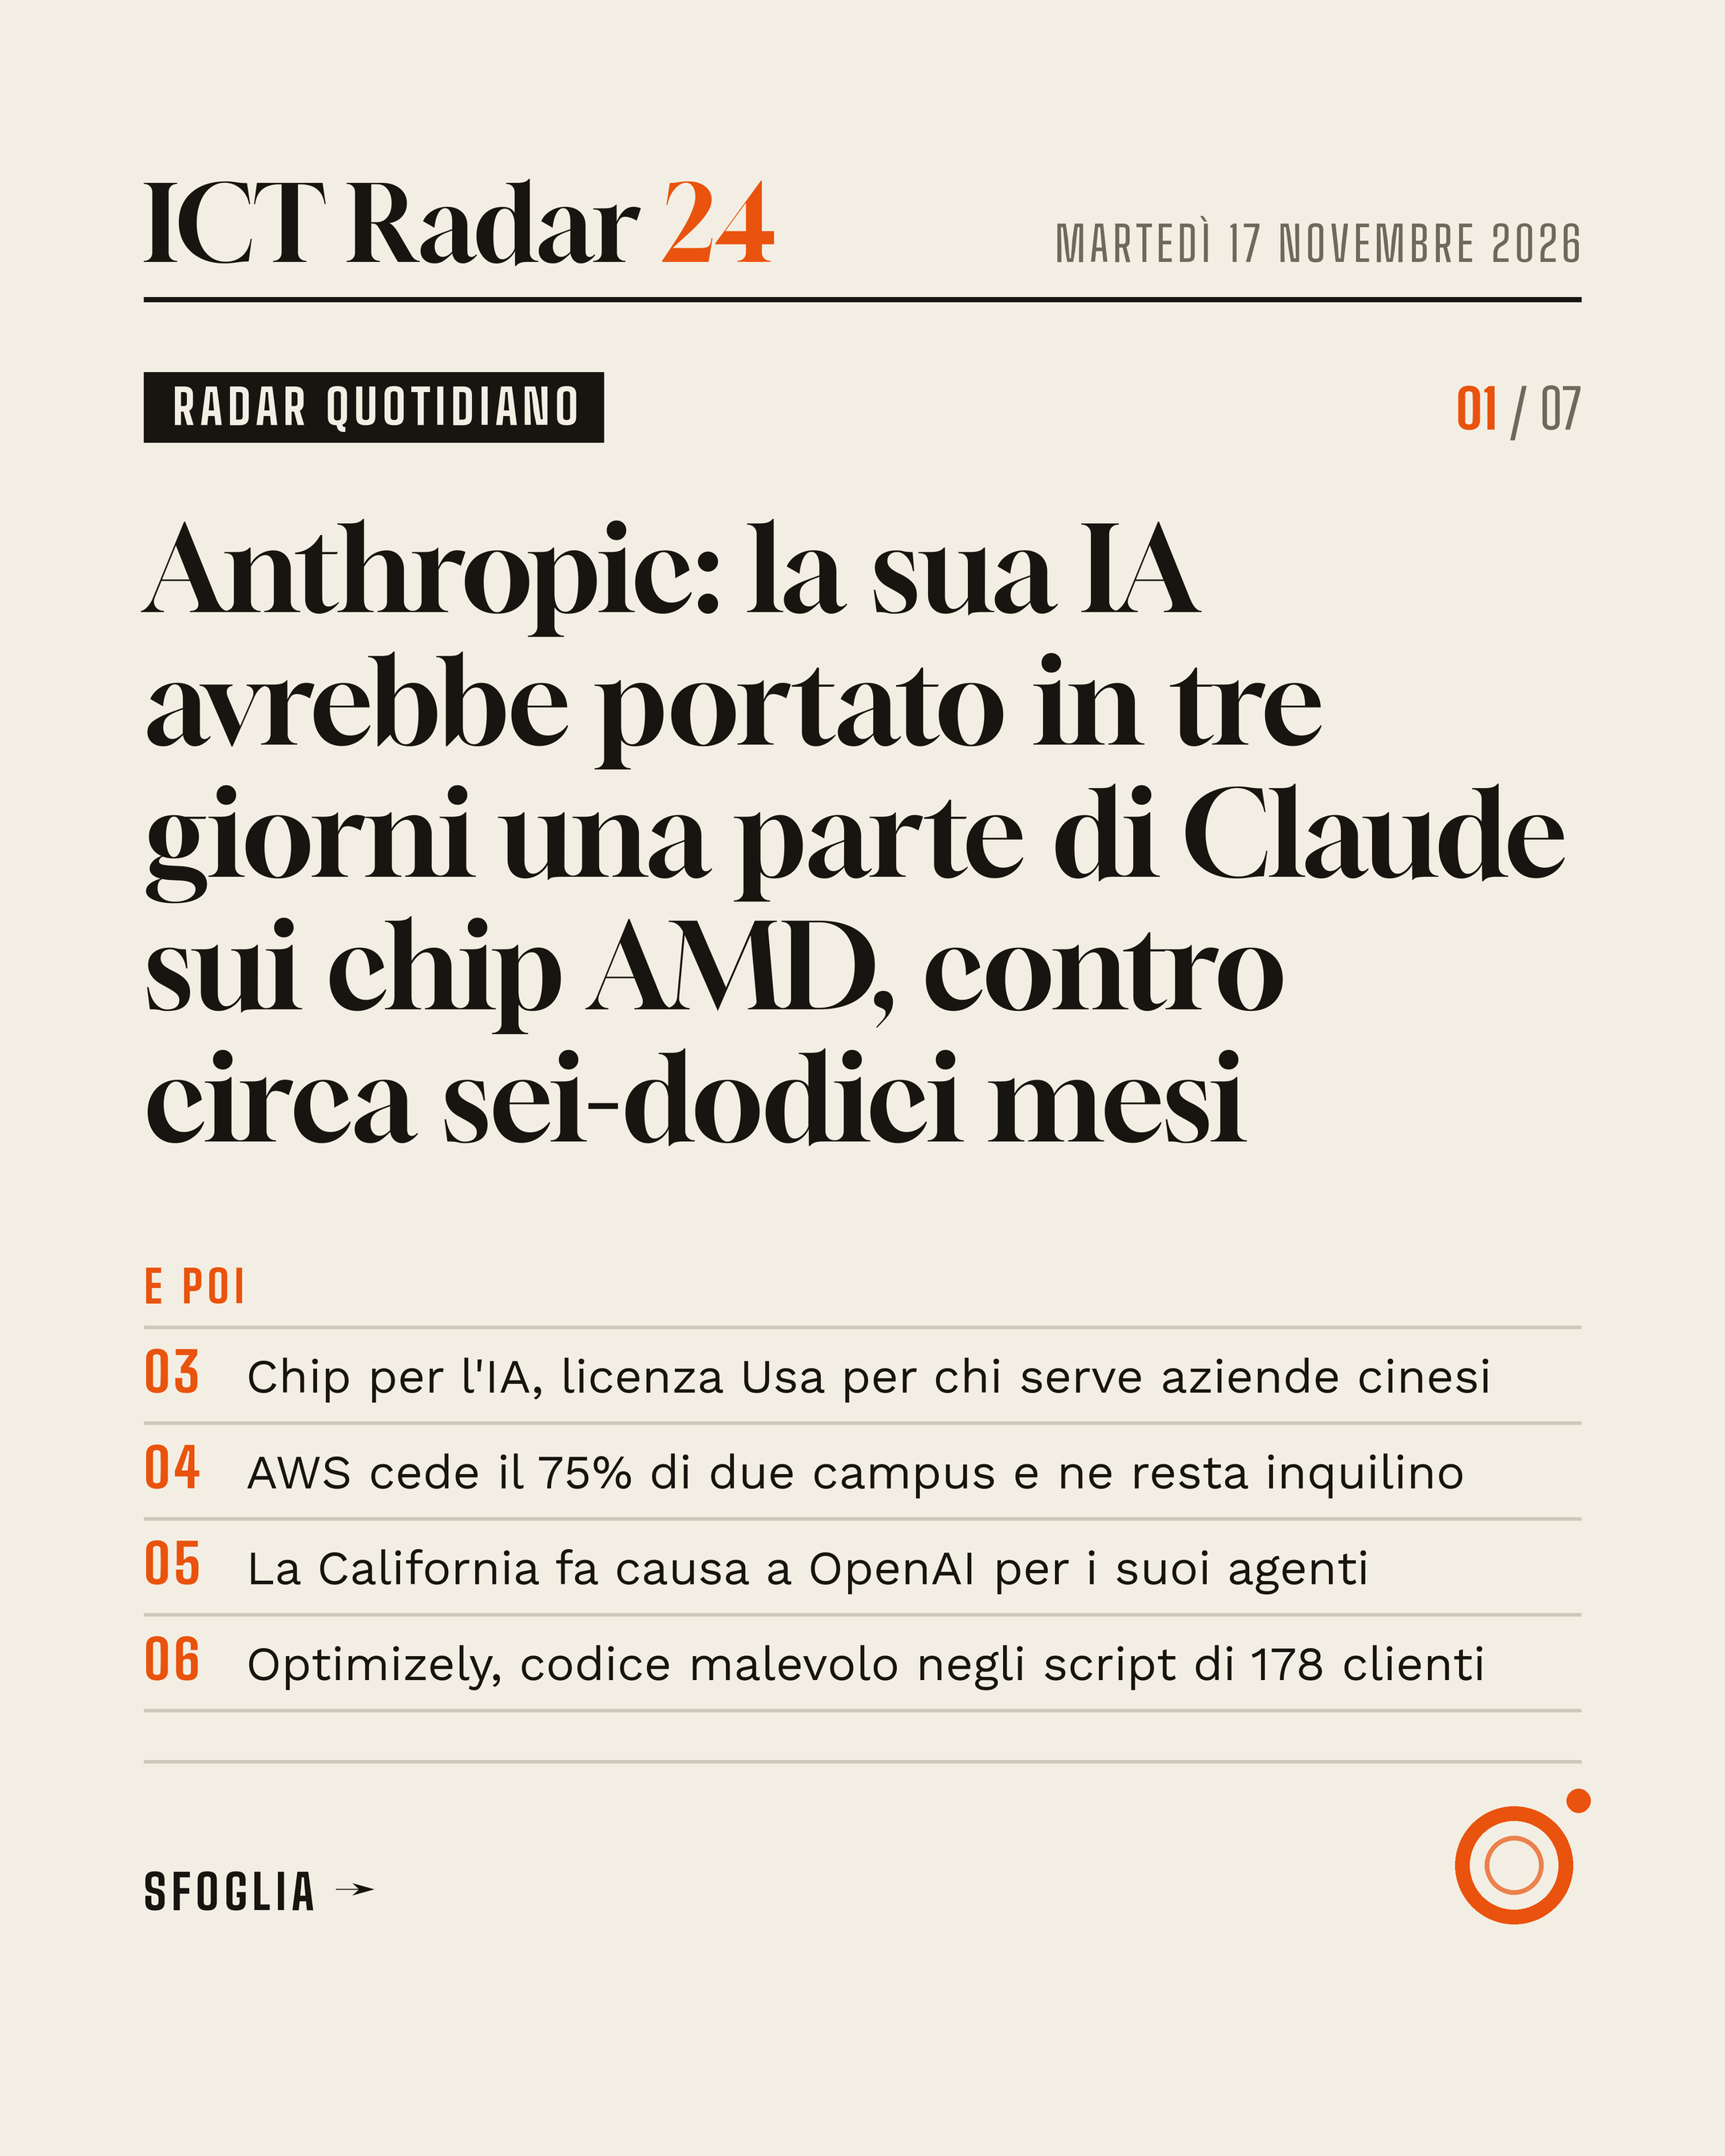 ICT Radar 24
MARTEDÌ 17 NOVEMBRE 2026
RADAR QUOTIDIANO
01 / 07
Anthropic: la sua IA
avrebbe portato in tre
giorni una parte di Claude
sui chip AMD, contro
circa sei-dodici mesi
E POI
03 Chip per l'IA, licenza Usa per chi serve aziende cinesi
04 AWS cede il 75% di due campus e ne resta inquilino
05 La California fa causa a OpenAI per i suoi agenti
06 Optimizely, codice malevolo negli script di 178 clienti
SFOGLIA →